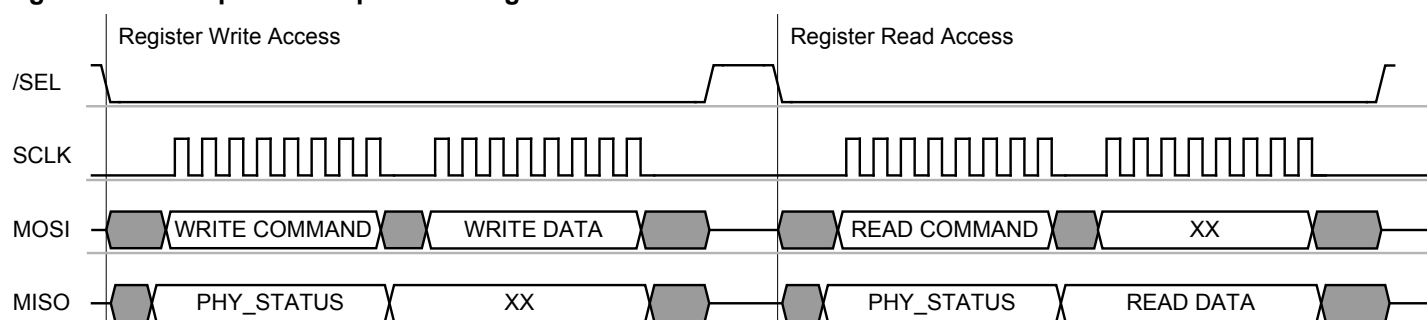 Register Write Access Register Read Access
/SEL
SCLK
MOSI WRITE COMMAND WRITE DATA READ COMMAND XX
MISO PHY_STATUS XX PHY_STATUS READ DATA